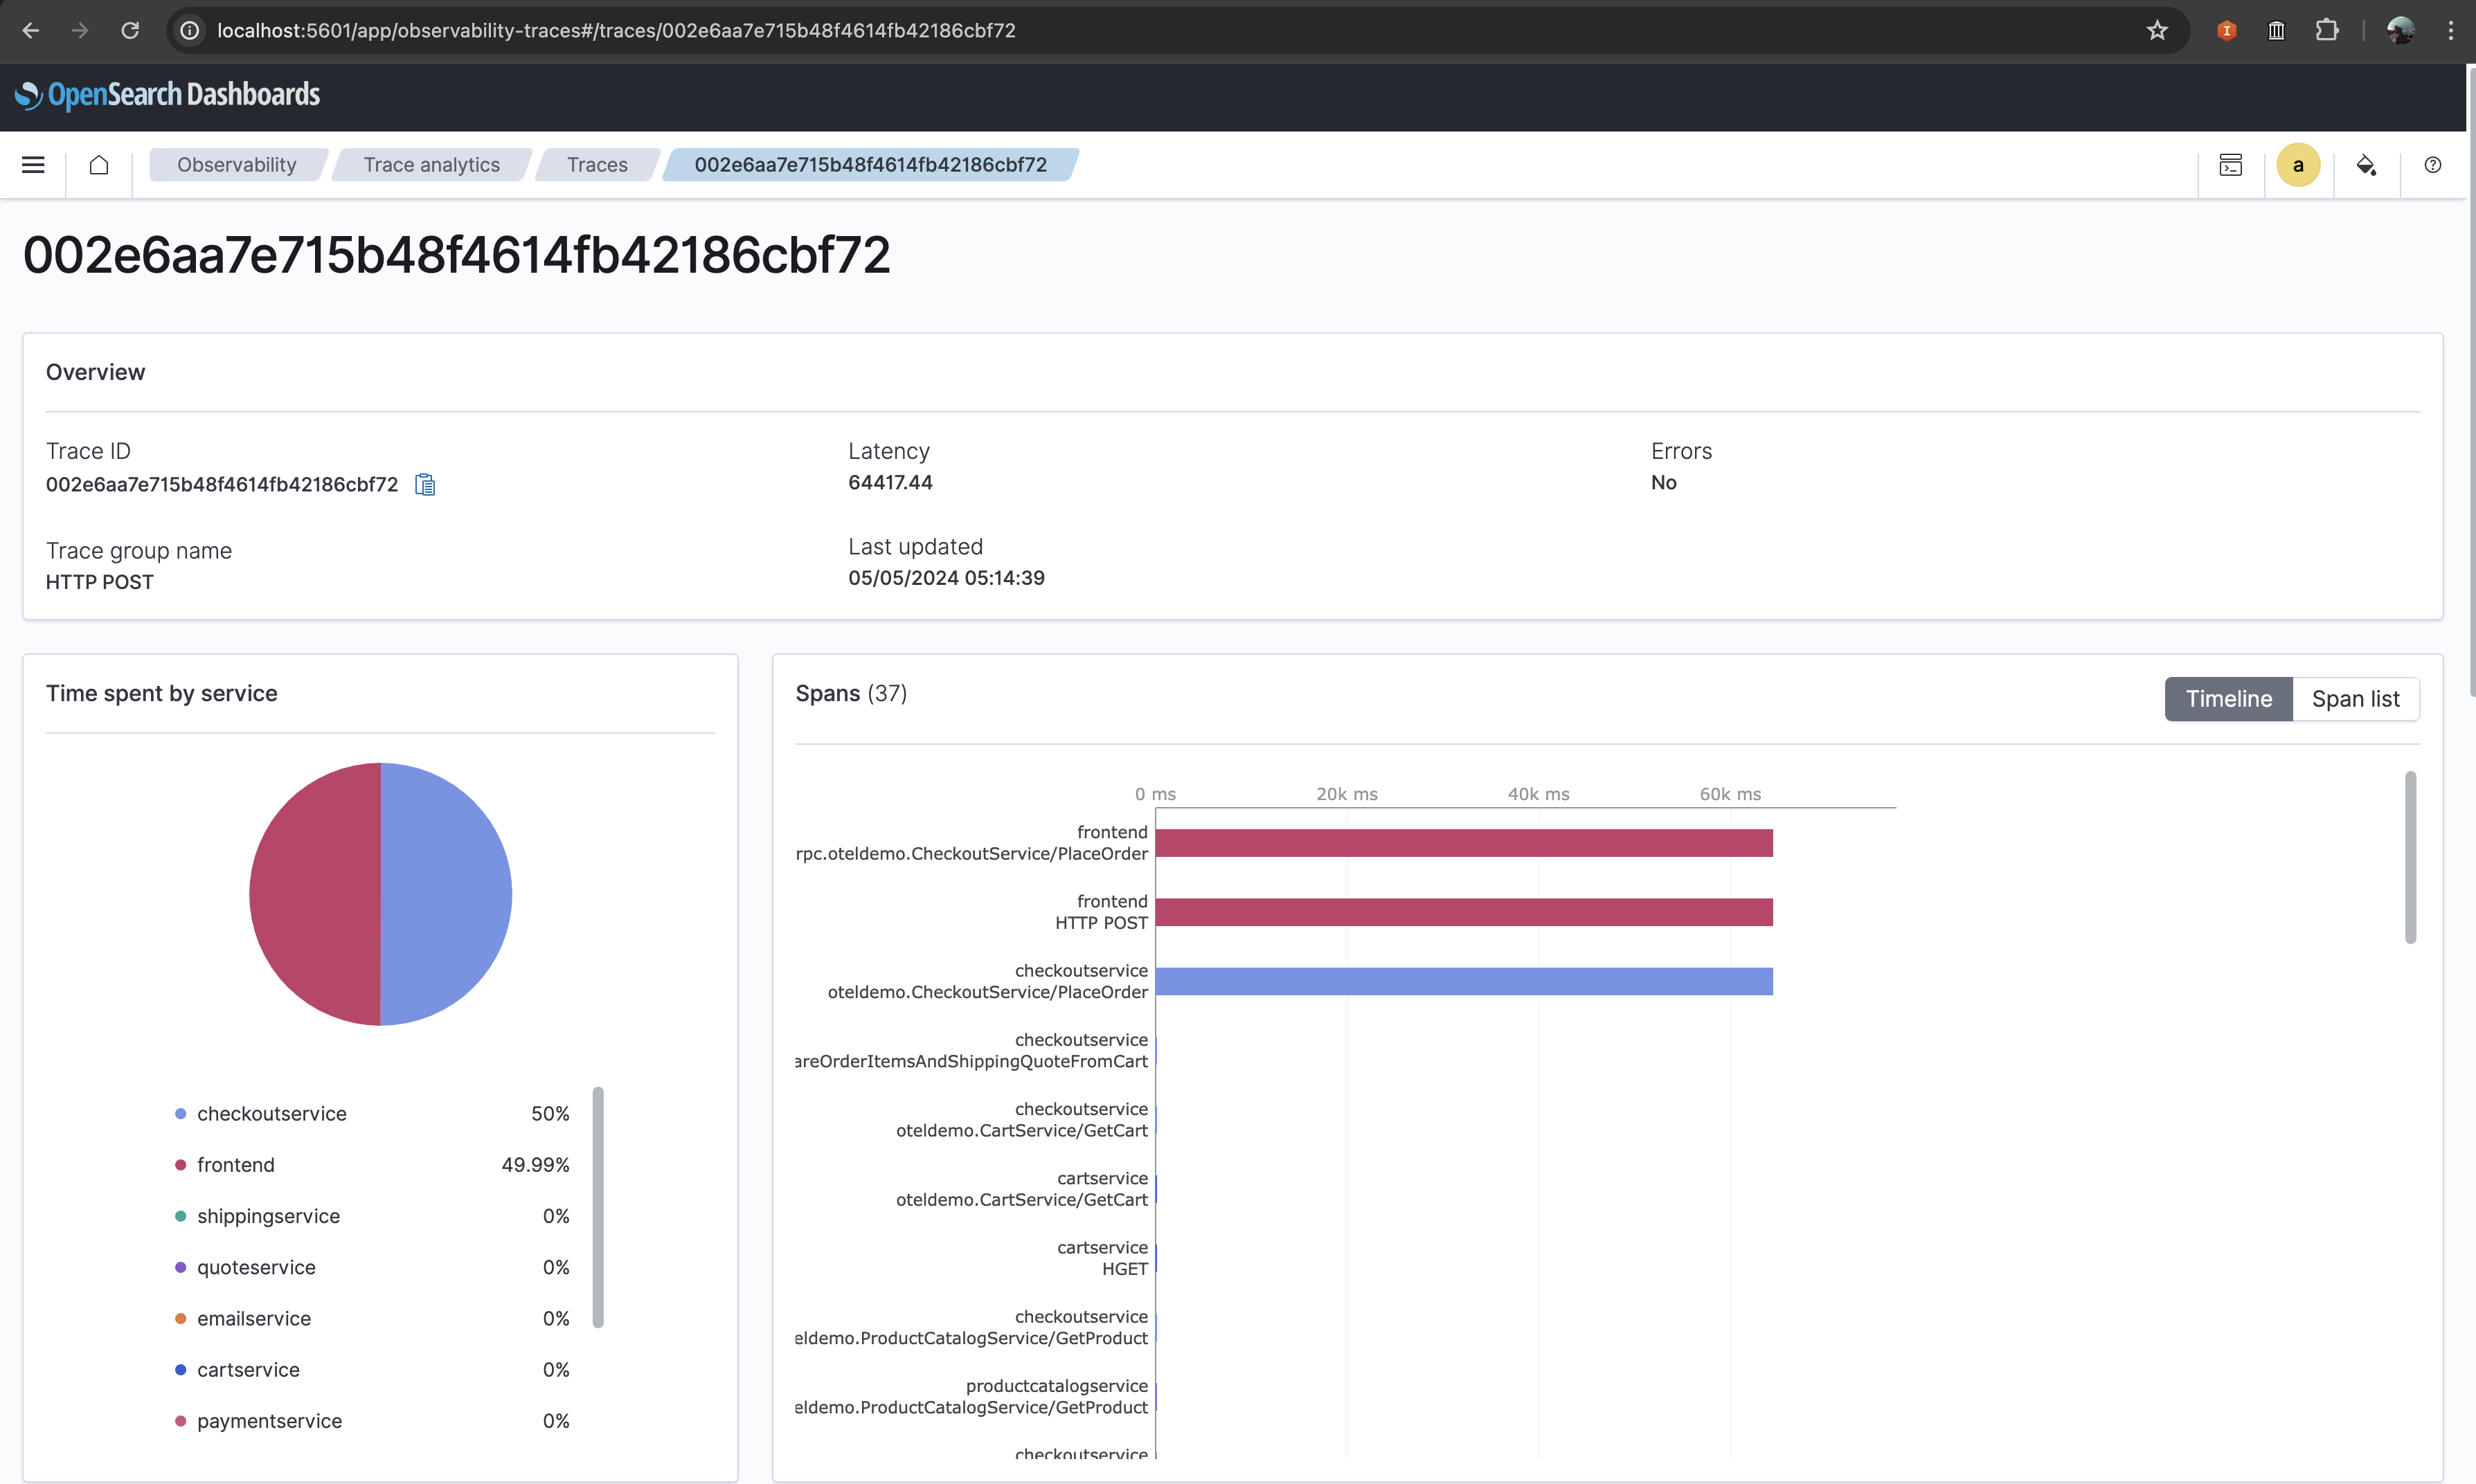 localhost:5601/app/observability-traces#/traces/002e6aa7e715b48f4614fb42186cbf72
OpenSearch Dashboards
Observability
Trace analytics
Traces
002e6aa7e715b48f4614fb42186cbf72
a
002e6aa7e715b48f4614fb42186cbf72
Overview
Trace ID
002e6aa7e715b48f4614fb42186cbf72
Latency
64417.44
Errors
No
Trace group name
HTTP POST
Last updated
05/05/2024 05:14:39
Time spent by service
checkoutservice 50%
frontend 49.99%
shippingservice 0%
quoteservice 0%
emailservice 0%
cartservice 0%
paymentservice 0%
Spans (37)
Timeline
Span list
0 ms 20k ms 40k ms 60k ms
frontend
rpc.oteldemo.CheckoutService/PlaceOrder
frontend
HTTP POST
checkoutservice
oteldemo.CheckoutService/PlaceOrder
checkoutservice
areOrderItemsAndShippingQuoteFromCart
checkoutservice
oteldemo.CartService/GetCart
cartservice
oteldemo.CartService/GetCart
cartservice
HGET
checkoutservice
eldemo.ProductCatalogService/GetProduct
productcatalogservice
eldemo.ProductCatalogService/GetProduct
checkoutservice